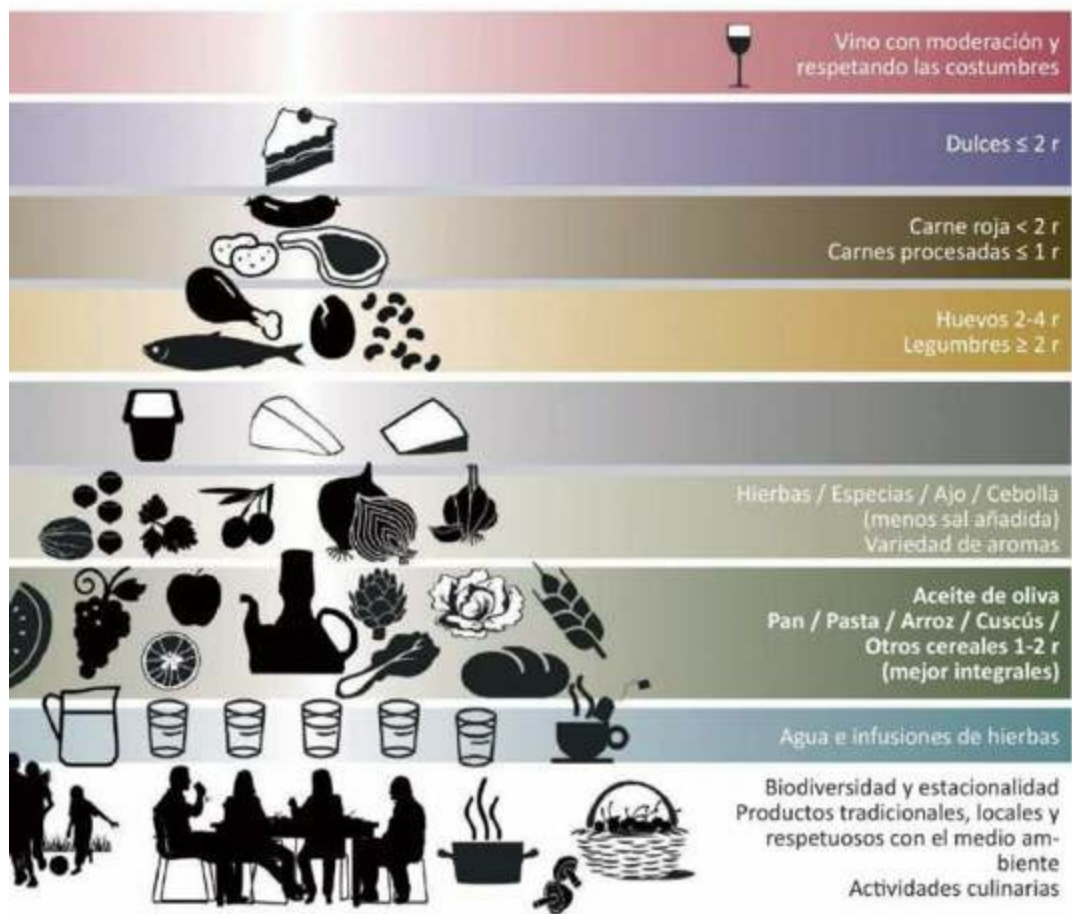 Vino con moderación y
respetando las costumbres
Dulces ≤ 2 r
Carne roja < 2 r
Carnes procesadas ≤ 1 r
Huevos 2-4 r
Legumbres ≥ 2 r
Hierbas / Especias / Ajo / Cebolla
(menos sal añadida)
Variedad de aromas
Aceite de oliva
Pan / Pasta / Arroz / Cuscús /
Otros cereales 1-2 r
(mejor integrales)
Agua e infusiones de hierbas
Biodiversidad y estacionalidad
Productos tradicionales, locales y
respetuosos con el medio am-
biente
Actividades culinarias